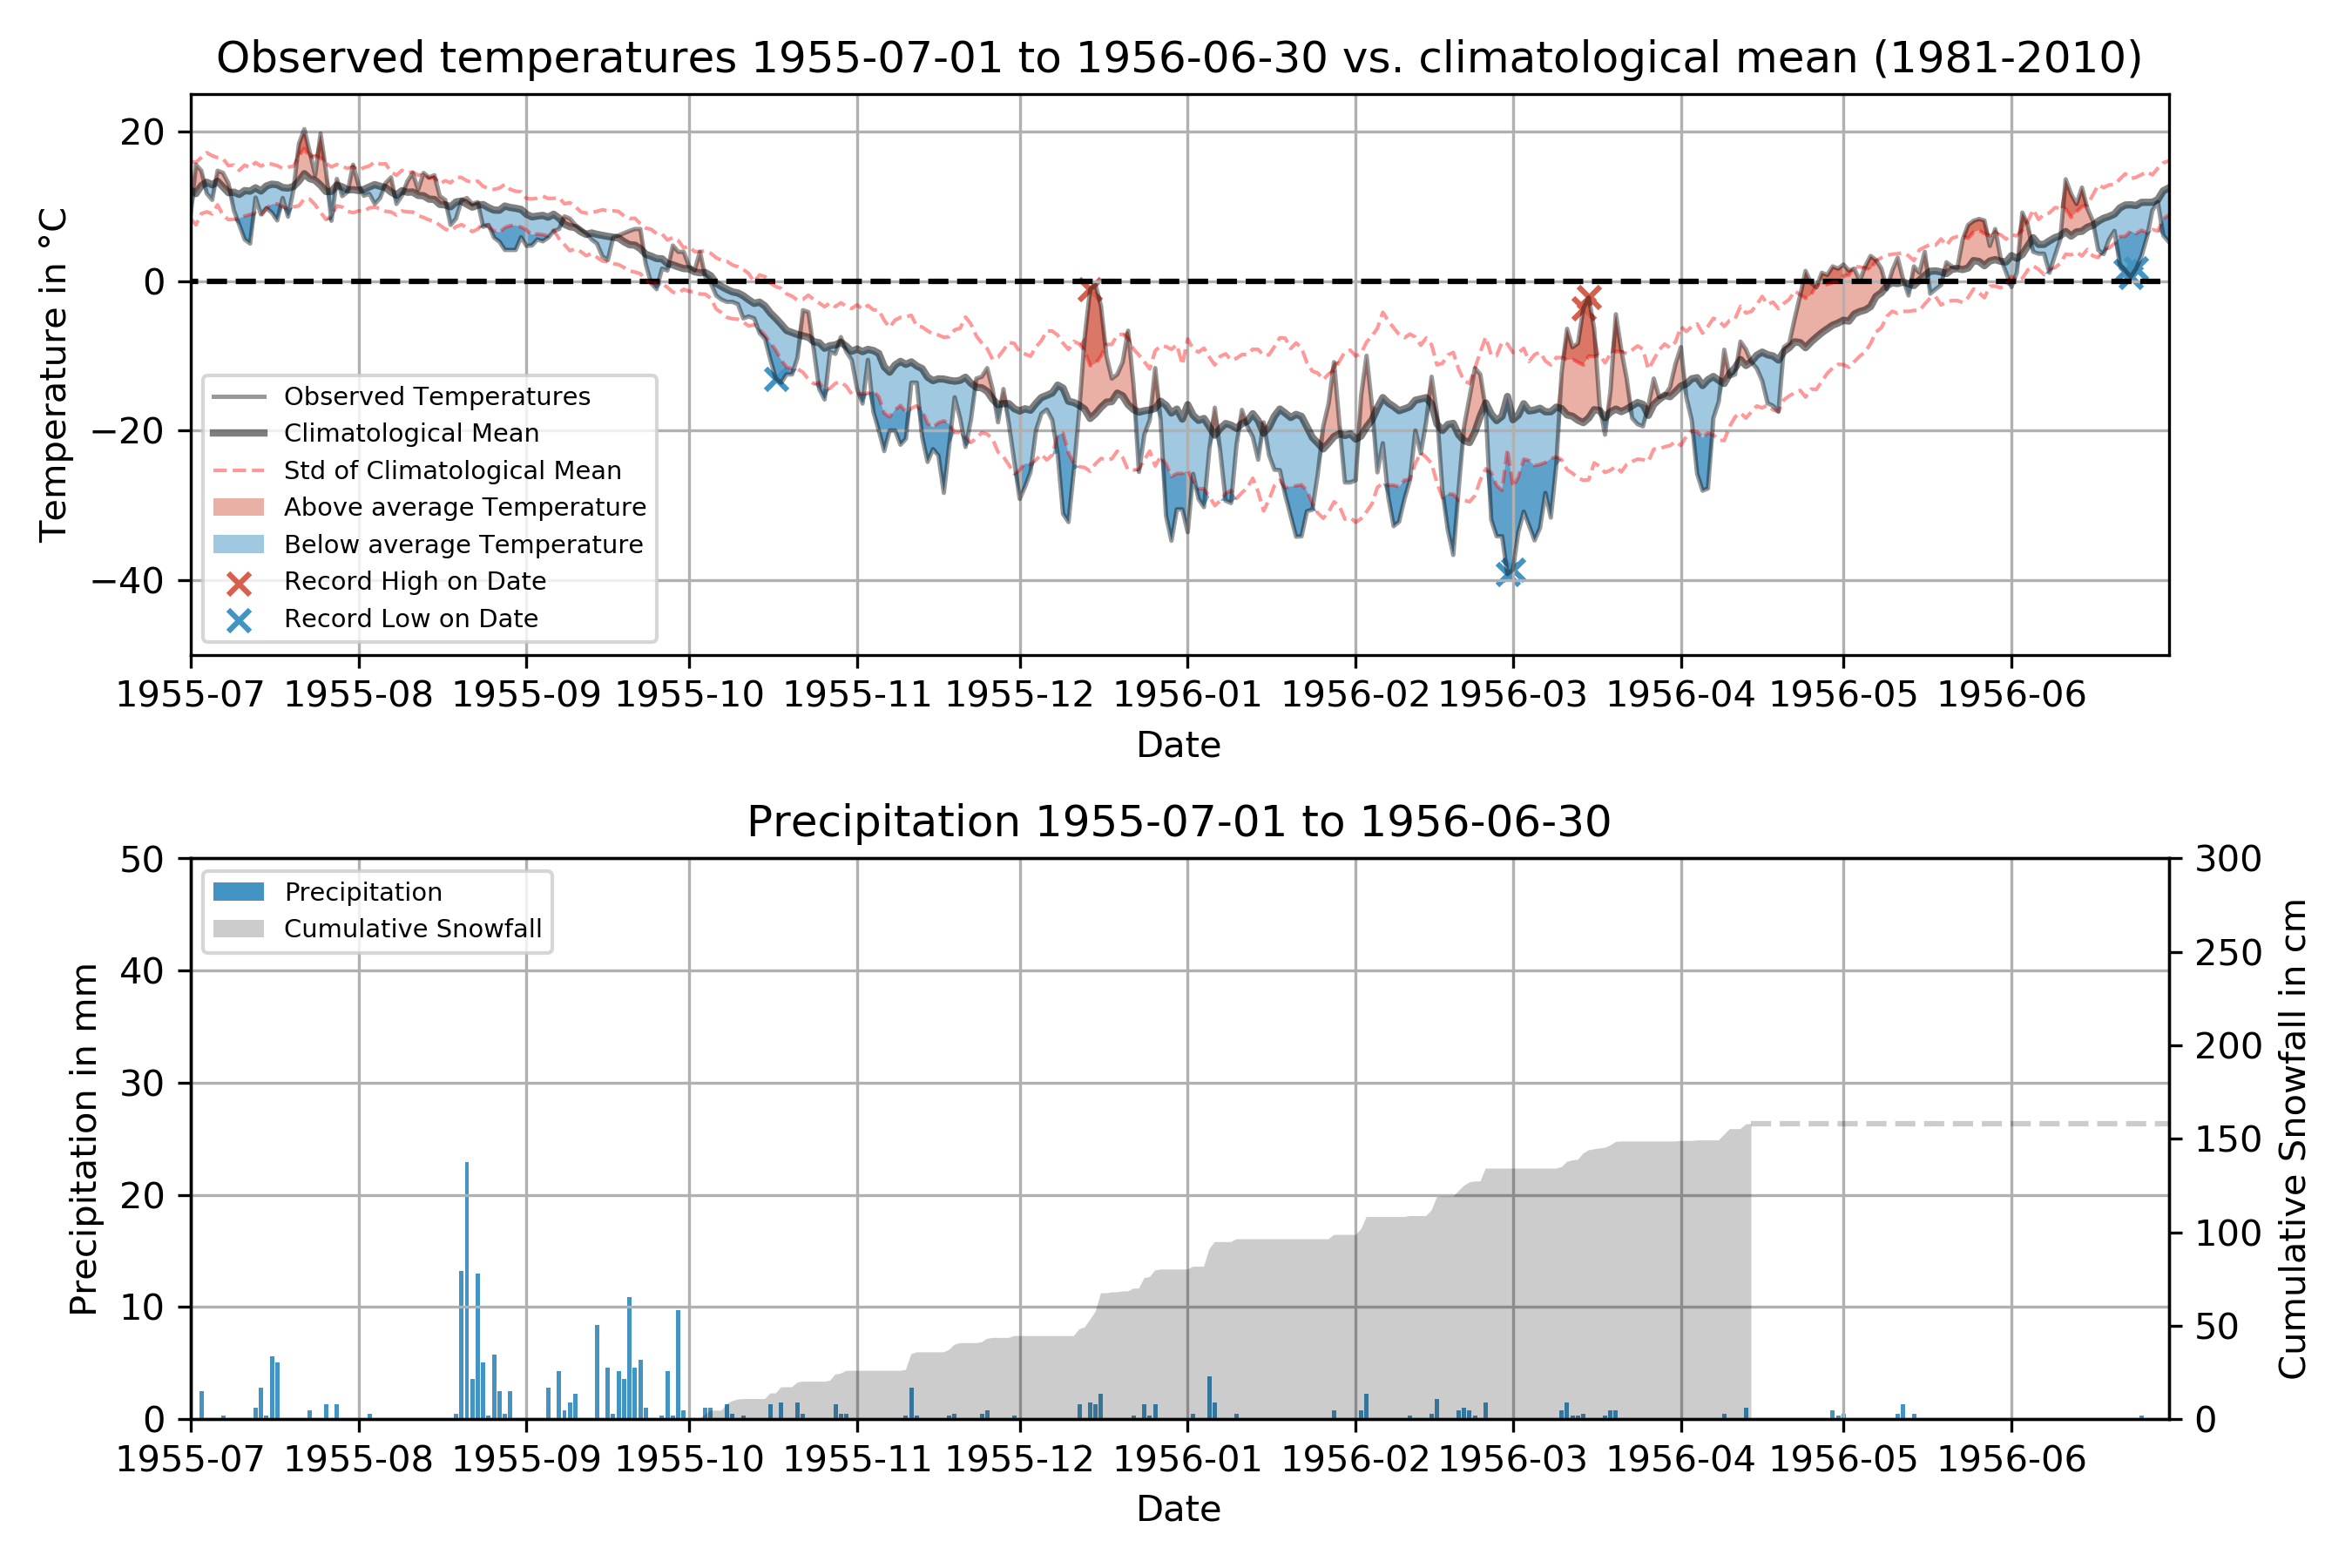 Observed temperatures 1955-07-01 to 1956-06-30 vs. climatological mean (1981-2010)
Temperature in °C
20
0
−20
−40
Observed Temperatures
Climatological Mean
Std of Climatological Mean
Above average Temperature
Below average Temperature
Record High on Date
Record Low on Date
1955-07 1955-08 1955-09 1955-10 1955-11 1955-12 1956-01 1956-02 1956-03 1956-04 1956-05 1956-06
Date
Precipitation 1955-07-01 to 1956-06-30
Precipitation in mm
50
40
30
20
10
0
Precipitation
Cumulative Snowfall
300
250
200
150
100
50
0
Cumulative Snowfall in cm
1955-07 1955-08 1955-09 1955-10 1955-11 1955-12 1956-01 1956-02 1956-03 1956-04 1956-05 1956-06
Date